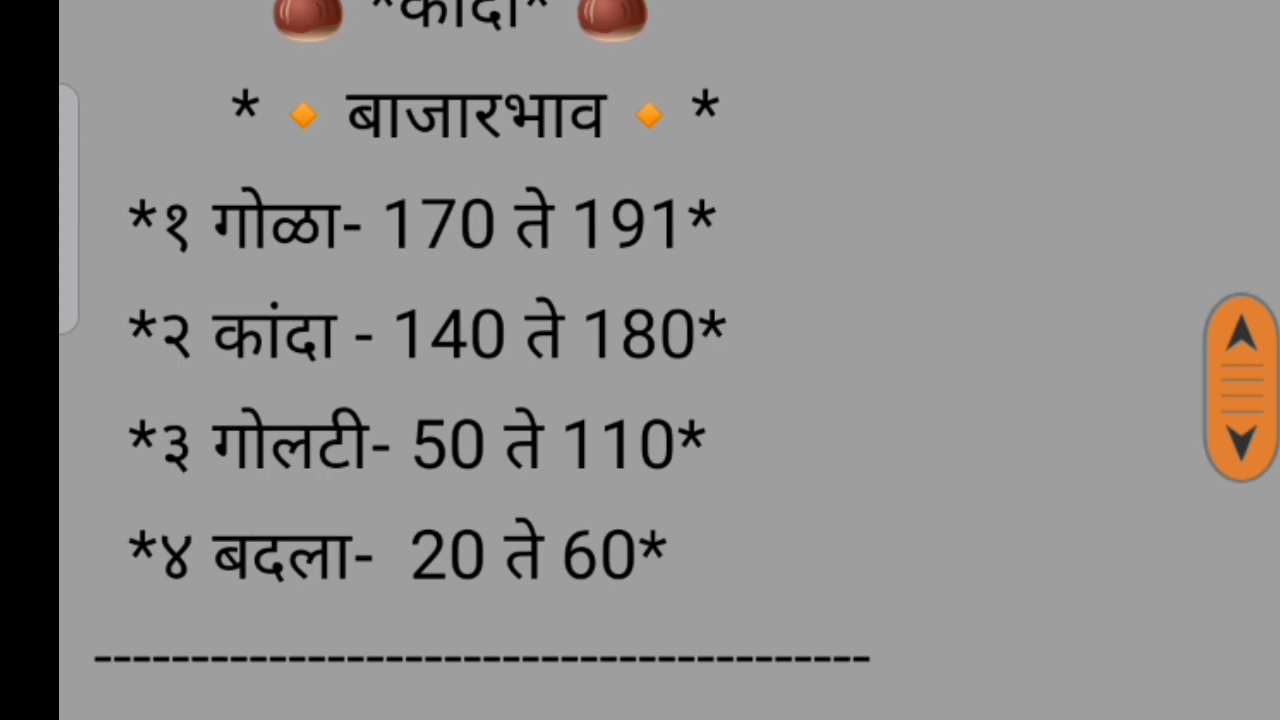 🌰 *कांदा* 🌰
* 🔸 बाजारभाव 🔸 *
*१ गोळा- 170 ते 191*
*२ कांदा - 140 ते 180*
*३ गोलटी- 50 ते 110*
*४ बदला-  20 ते 60*
----------------------------------------